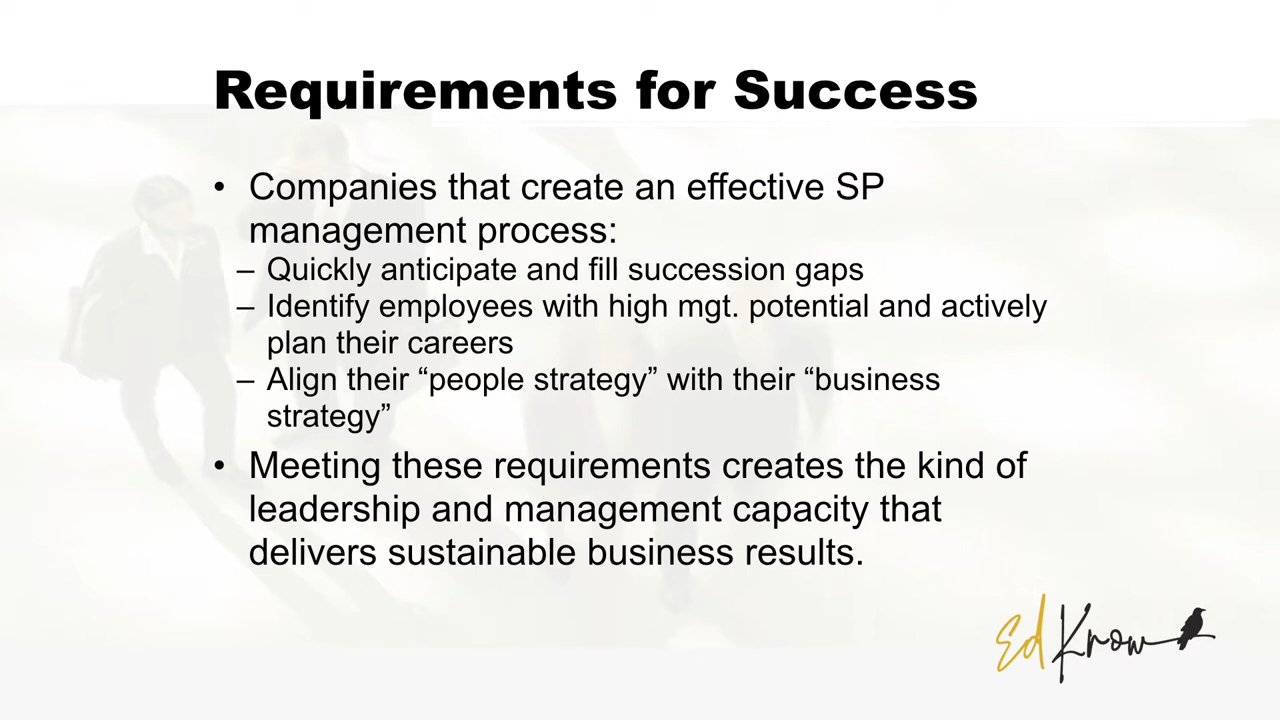 Requirements for Success
• Companies that create an effective SP
management process:
– Quickly anticipate and fill succession gaps
– Identify employees with high mgt. potential and actively
plan their careers
– Align their “people strategy” with their “business
strategy”
• Meeting these requirements creates the kind of
leadership and management capacity that
delivers sustainable business results.
Ed Know